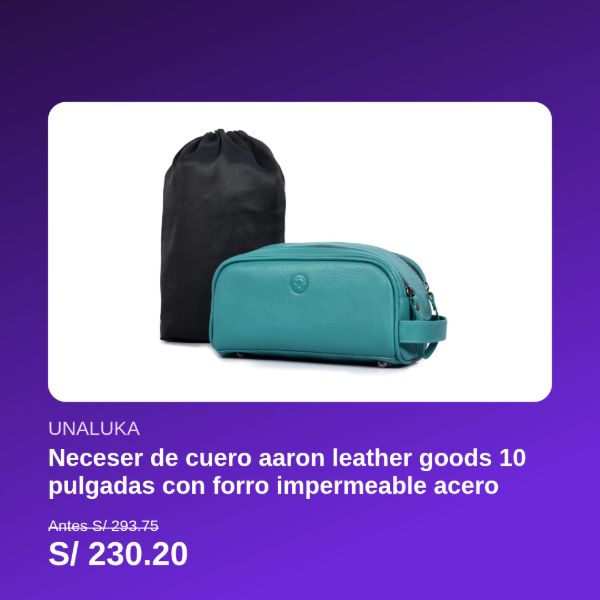 UNALUKA
Neceser de cuero aaron leather goods 10
pulgadas con forro impermeable acero
Antes S/ 293.75
S/ 230.20